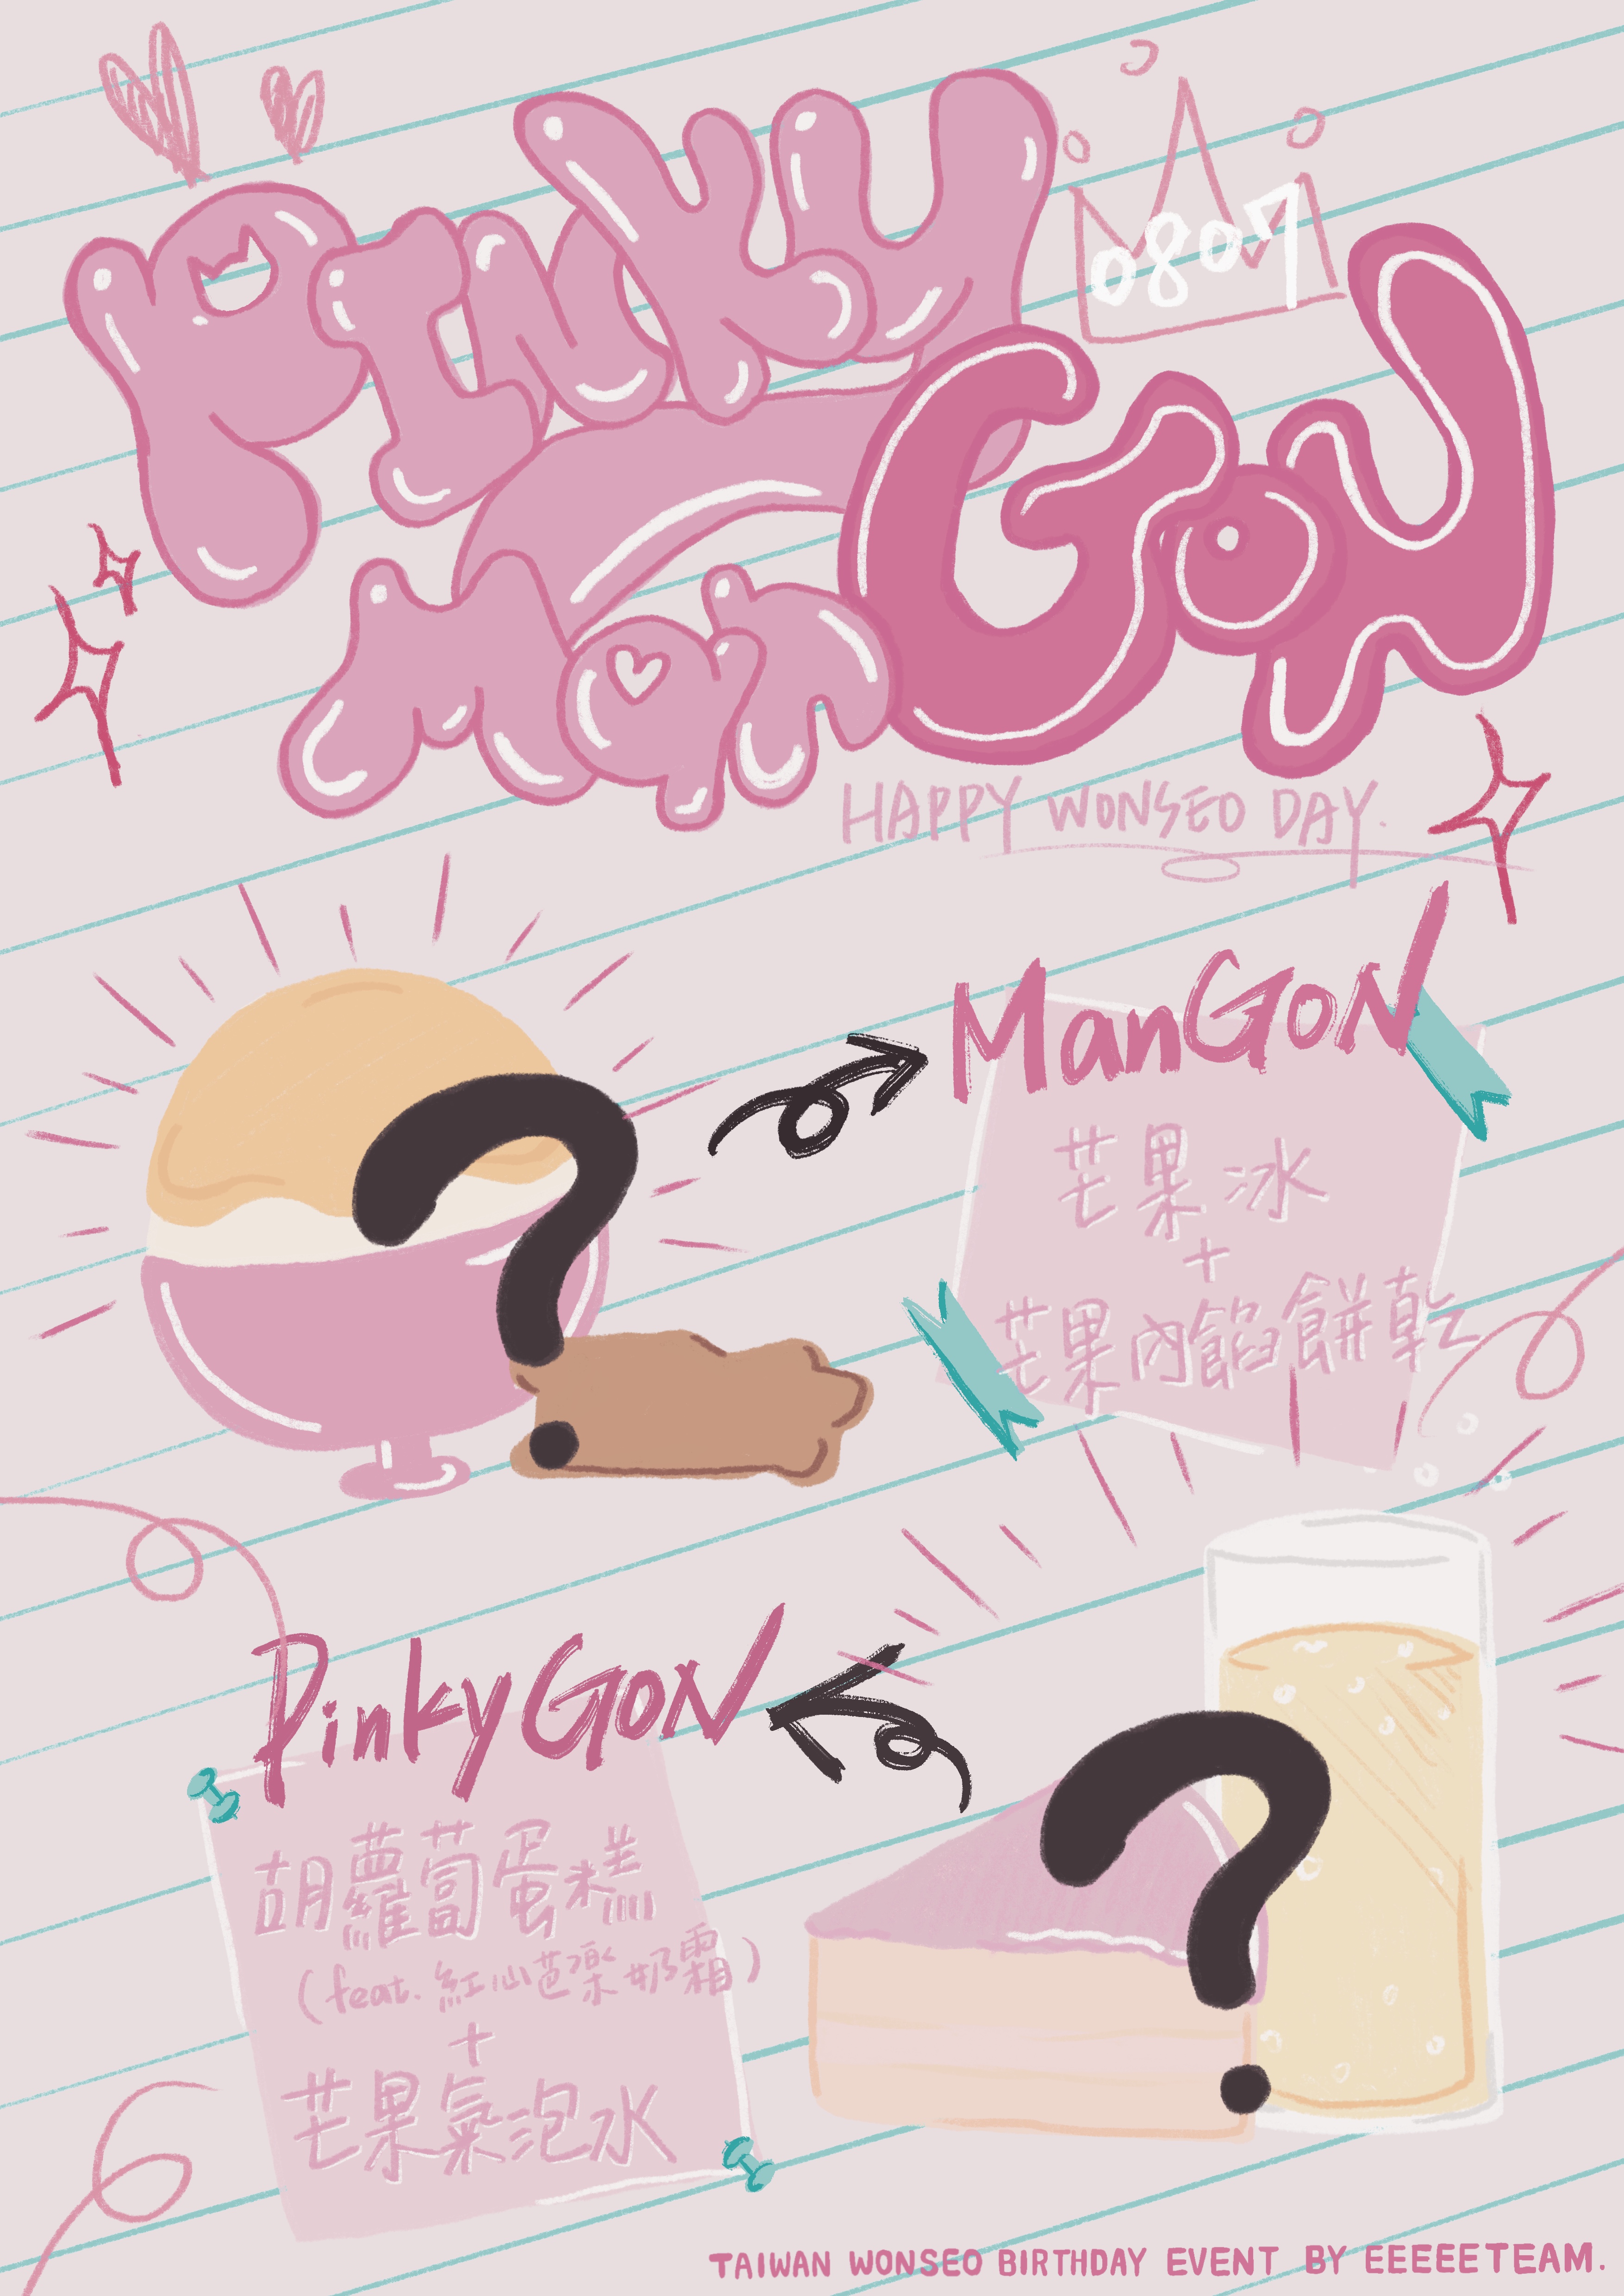 PINKY
0807
Man GON
HAPPY WONSEO DAY.
ManGON
芒果冰
+
芒果內餡餅乾
PinkyGON
胡蘿蔔蛋糕
(feat. 紅心芭樂奶霜)
+
芒果氣泡水
TAIWAN WONSEO BIRTHDAY EVENT BY EEEEETEAM.